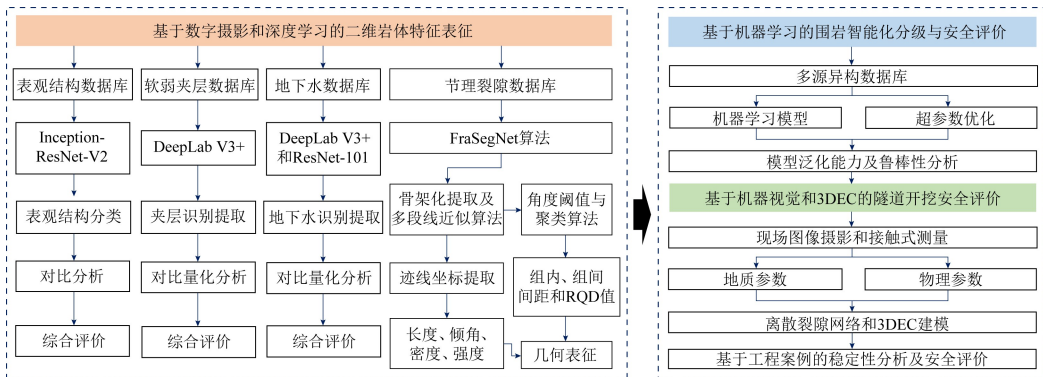 基于数字摄影和深度学习的二维岩体特征表征
表观结构数据库
软弱夹层数据库
地下水数据库
节理裂隙数据库
Inception-
ResNet-V2
DeepLab V3+
DeepLab V3+
和ResNet-101
FraSegNet算法
骨架化提取及
多段线近似算法
角度阈值与
聚类算法
表观结构分类
夹层识别提取
地下水识别提取
对比分析
对比量化分析
对比量化分析
迹线坐标提取
组内、组间
间距和RQD值
综合评价
综合评价
综合评价
长度、倾角、
密度、强度
几何表征
基于机器学习的围岩智能化分级与安全评价
多源异构数据库
机器学习模型
超参数优化
模型泛化能力及鲁棒性分析
基于机器视觉和3DEC的隧道开挖安全评价
现场图像摄影和接触式测量
地质参数
物理参数
离散裂隙网络和3DEC建模
基于工程案例的稳定性分析及安全评价